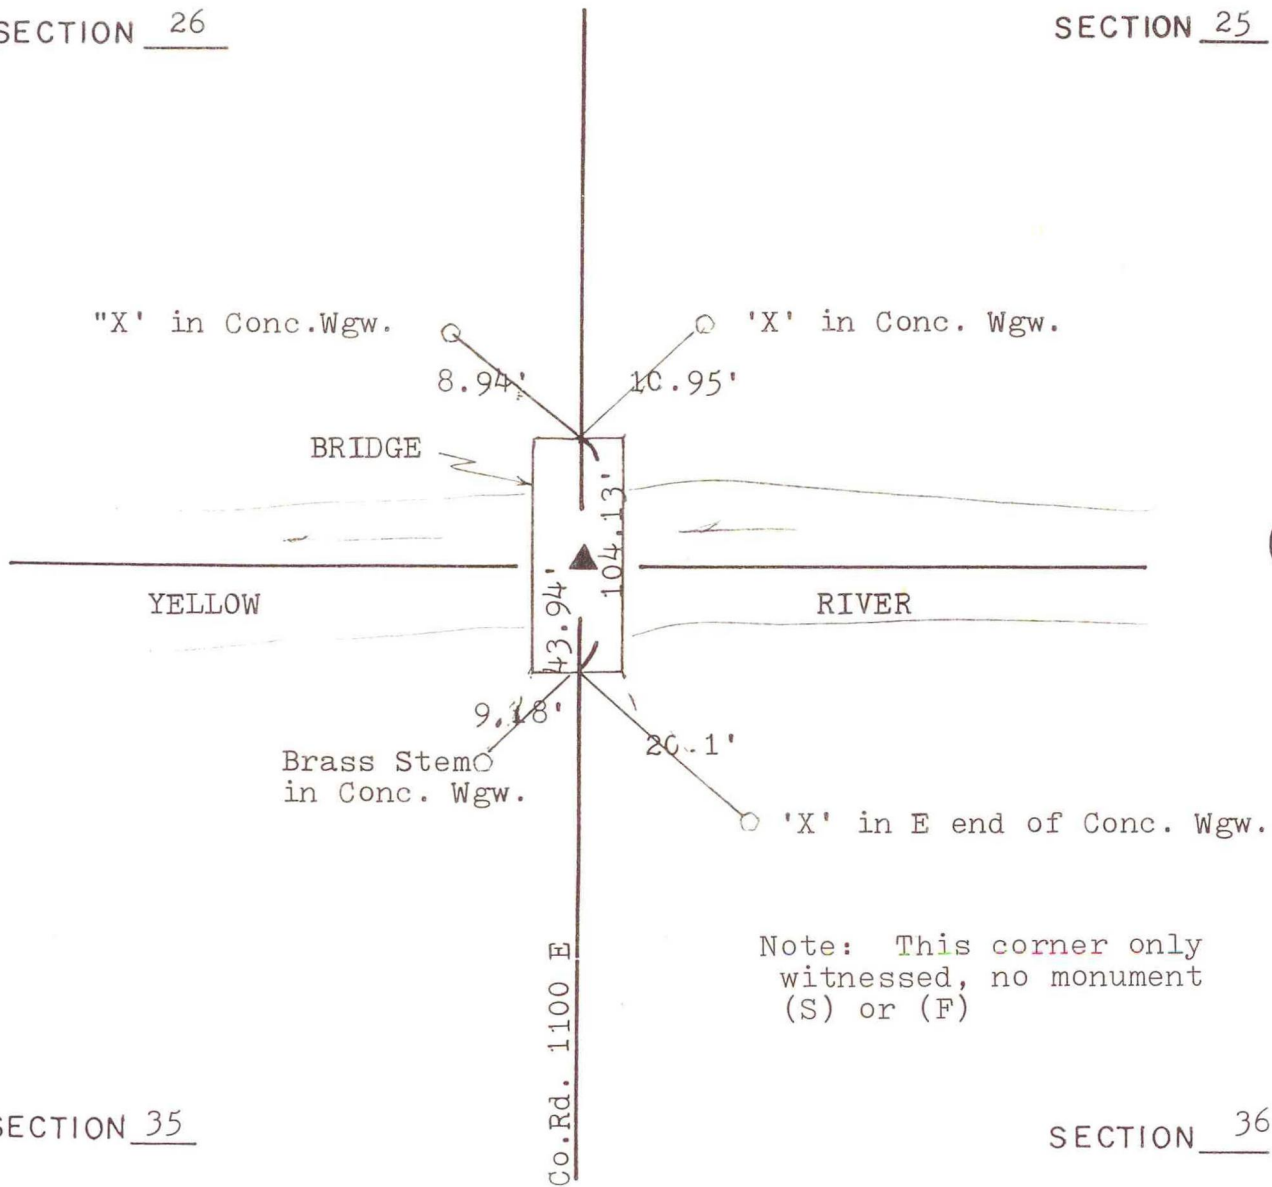 SECTION 26
SECTION 25
"X' in Conc.Wgw.
'X' in Conc. Wgw.
8.94'
10.95'
BRIDGE
104.13'
YELLOW
RIVER
43.94'
9.18'
20.1'
Brass Stem
in Conc. Wgw.
'X' in E end of Conc. Wgw.
Note: This corner only
witnessed, no monument
(S) or (F)
Co.Rd. 1100 E
SECTION 35
SECTION 36